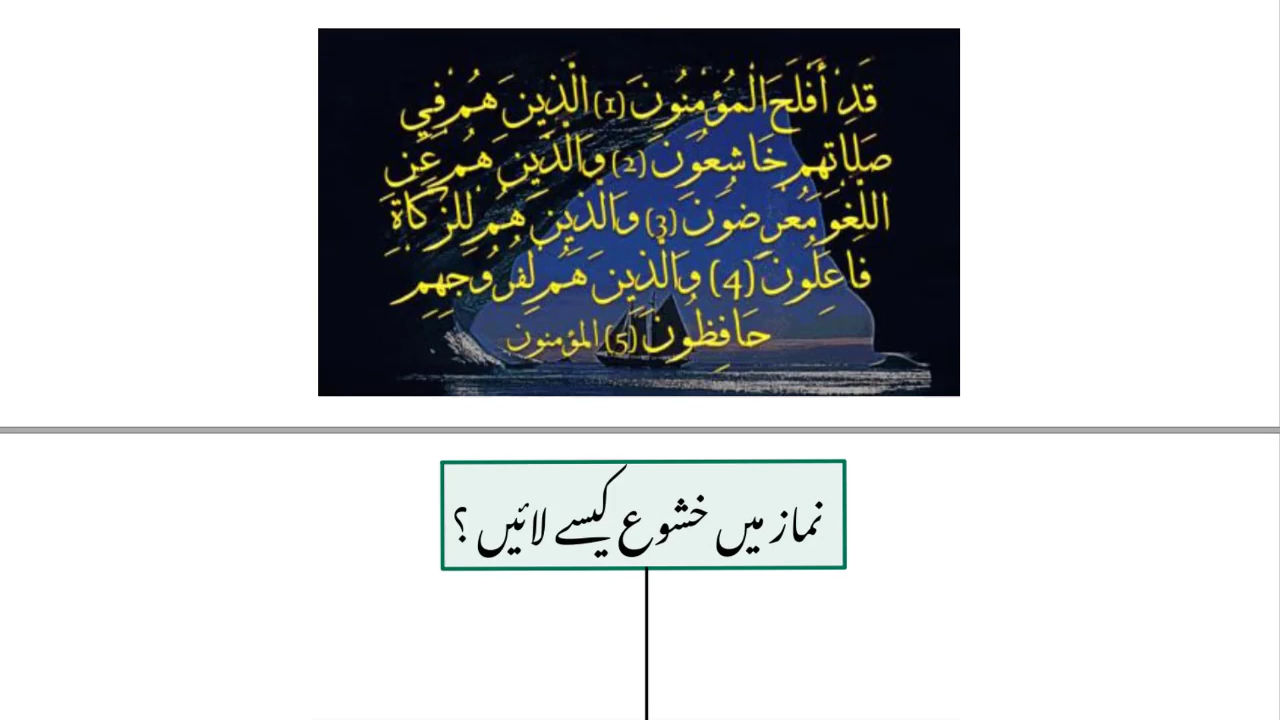 قَدِ أَفْلَحَ الْمُؤْمِنُونَ (1) الَّذِينَ هُمْ فِي
صَلَاتِهِمْ خَاشِعُونَ (2) وَالَّذِينَ هُمْ عَنِ
اللَّغْوِ مُعْرِضُونَ (3) وَالَّذِينَ هُمْ لِلزَّكَاةِ
فَاعِلُونَ (4) وَالَّذِينَ هُمْ لِفُرُوجِهِمْ
حَافِظُونَ (5) المؤمنون
نماز میں خشوع کیسے لائیں ؟